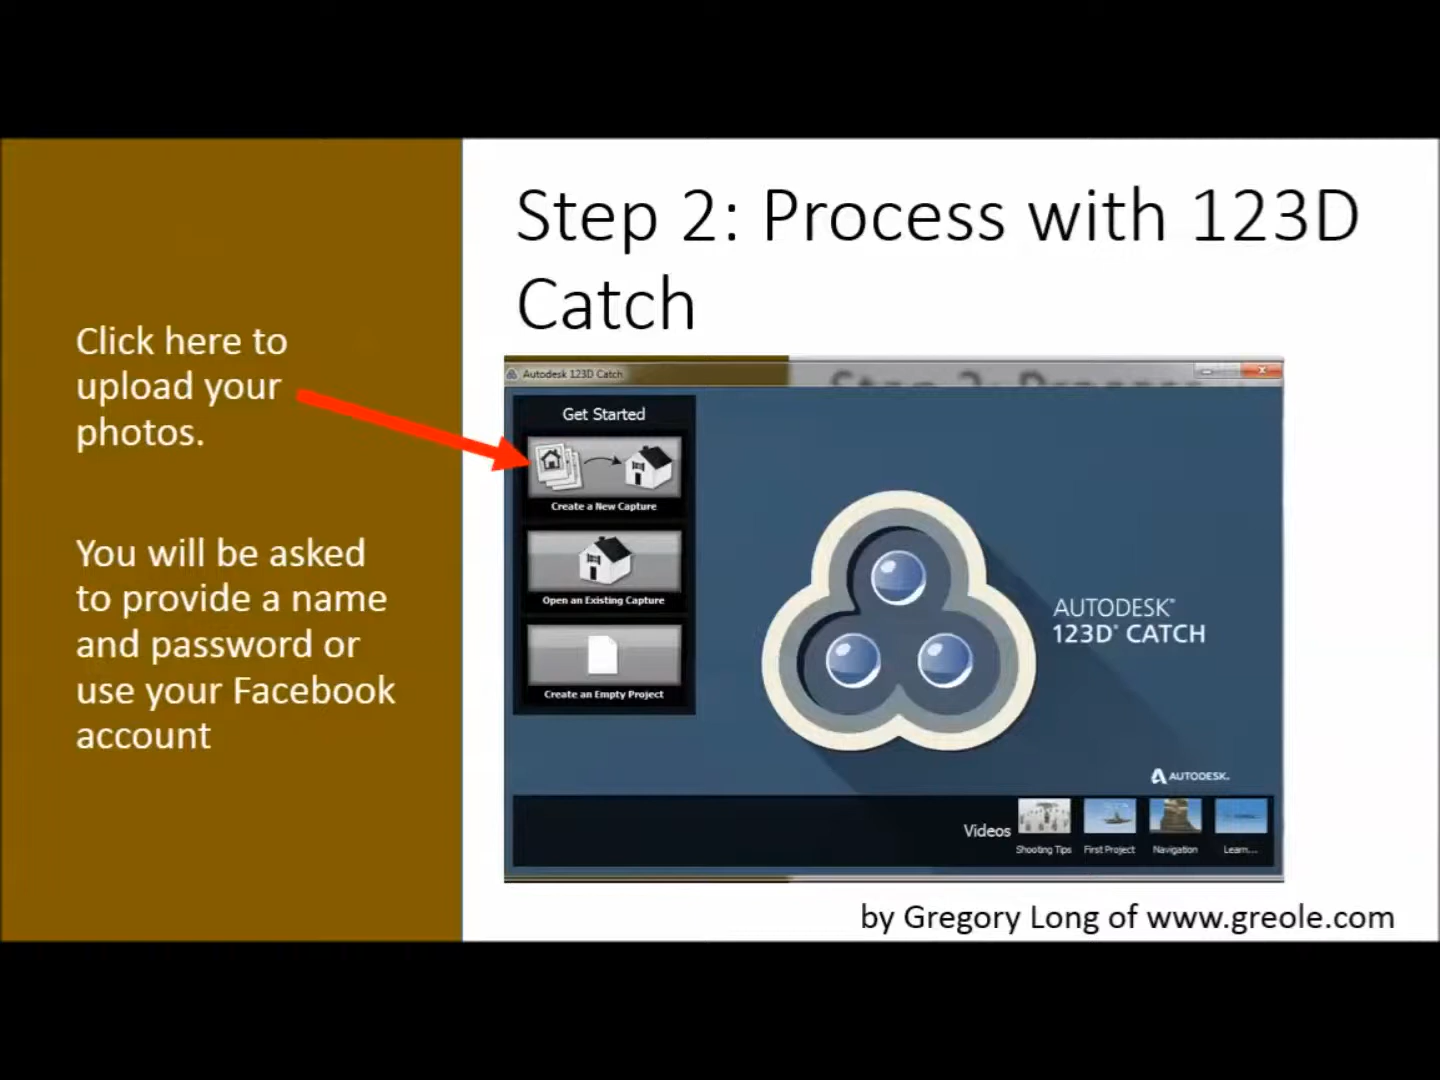 Step 2: Process with 123D
Catch
Click here to
upload your
photos.
You will be asked
to provide a name
and password or
use your Facebook
account
Autodesk 123D Catch
Get Started
Create a New Capture
Open an Existing Capture
Create an Empty Project
AUTODESK®
123D® CATCH
AUTODESK.
Videos
Shooting Tips
First Project
Navigation
Learn...
by Gregory Long of www.greole.com